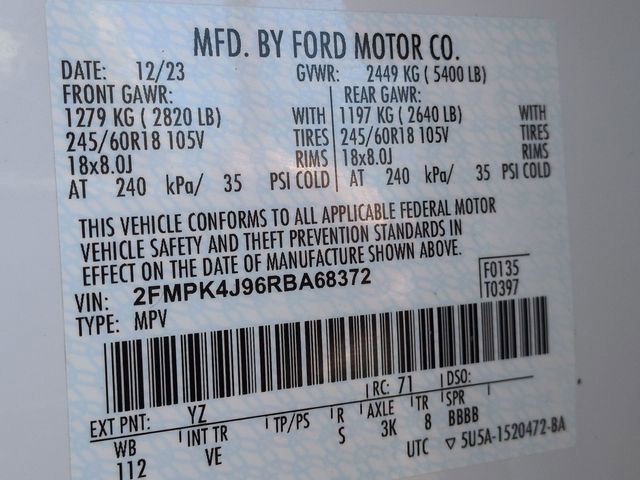 MFD. BY FORD MOTOR CO.
DATE: 12/23 GVWR: 2449 KG ( 5400 LB)
FRONT GAWR: REAR GAWR:
1279 KG ( 2820 LB) WITH 1197 KG ( 2640 LB) WITH
245/60R18 105V TIRES 245/60R18 105V TIRES
18x8.0J RIMS 18x8.0J RIMS
AT 240 kPa/ 35 PSI COLD AT 240 kPa/ 35 PSI COLD
THIS VEHICLE CONFORMS TO ALL APPLICABLE FEDERAL MOTOR
VEHICLE SAFETY AND THEFT PREVENTION STANDARDS IN
EFFECT ON THE DATE OF MANUFACTURE SHOWN ABOVE.
VIN: 2FMPK4J96RBA68372 F0135
TYPE: MPV T0397
EXT PNT: YZ RC: 71 DSO:
WB INT TR TP/PS R AXLE TR SPR
112 VE S 3K 8 BBBB
UTC ▽ 5U5A-1520472-BA